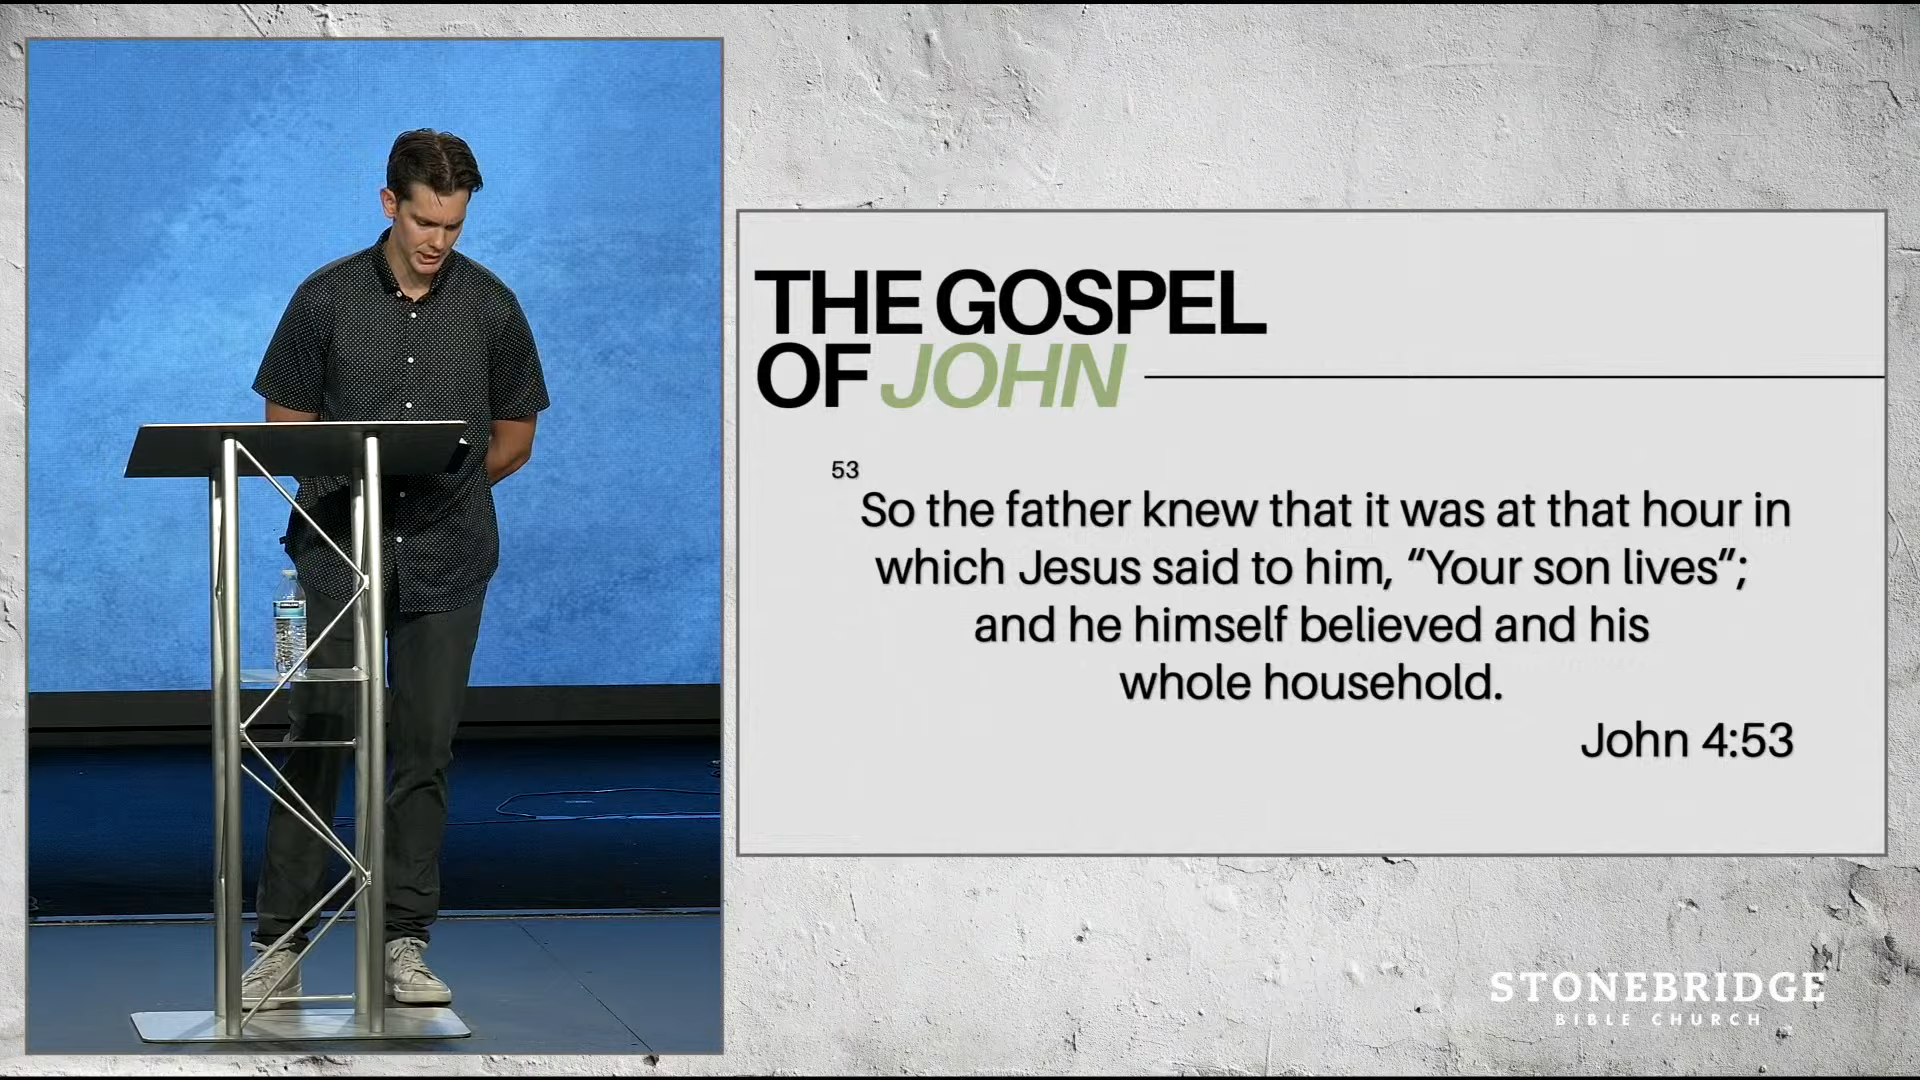 THE GOSPEL
OF JOHN
53
So the father knew that it was at that hour in
which Jesus said to him, “Your son lives”;
and he himself believed and his
whole household.
John 4:53
STONEBRIDGE
BIBLE CHURCH